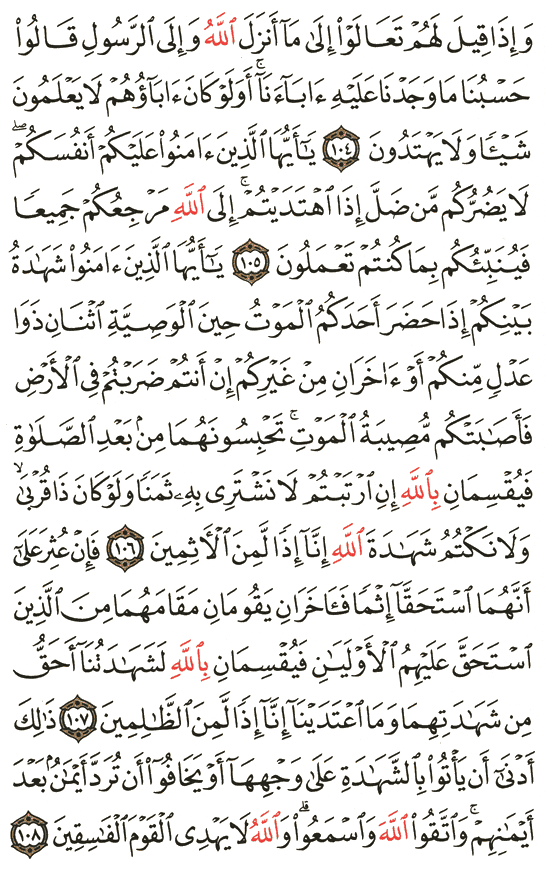 وَإِذَا قِيلَ لَهُمۡ تَعَالَوۡاْ إِلَىٰ مَآ أَنزَلَ ٱللَّهُ وَإِلَى ٱلرَّسُولِ قَالُواْ
حَسۡبُنَا مَا وَجَدۡنَا عَلَيۡهِ ءَابَآءَنَآۚ أَوَلَوۡ كَانَ ءَابَآؤُهُمۡ لَا يَعۡلَمُونَ
شَيۡـٔٗا وَلَا يَهۡتَدُونَ ١٠٤ يَـٰٓأَيُّهَا ٱلَّذِينَ ءَامَنُواْ عَلَيۡكُمۡ أَنفُسَكُمۡۖ
لَا يَضُرُّكُم مَّن ضَلَّ إِذَا ٱهۡتَدَيۡتُمۡۚ إِلَى ٱللَّهِ مَرۡجِعُكُمۡ جَمِيعٗا
فَيُنَبِّئُكُم بِمَا كُنتُمۡ تَعۡمَلُونَ ١٠٥ يَـٰٓأَيُّهَا ٱلَّذِينَ ءَامَنُواْ شَهَٰدَةُ
بَيۡنِكُمۡ إِذَا حَضَرَ أَحَدَكُمُ ٱلۡمَوۡتُ حِينَ ٱلۡوَصِيَّةِ ٱثۡنَانِ ذَوَا
عَدۡلٖ مِّنكُمۡ أَوۡ ءَاخَرَانِ مِنۡ غَيۡرِكُمۡ إِنۡ أَنتُمۡ ضَرَبۡتُمۡ فِي ٱلۡأَرۡضِ
فَأَصَٰبَتۡكُم مُّصِيبَةُ ٱلۡمَوۡتِۚ تَحۡبِسُونَهُمَا مِنۢ بَعۡدِ ٱلصَّلَوٰةِ
فَيُقۡسِمَانِ بِٱللَّهِ إِنِ ٱرۡتَبۡتُمۡ لَا نَشۡتَرِي بِهِۦ ثَمَنٗا وَلَوۡ كَانَ ذَا قُرۡبَىٰ
وَلَا نَكۡتُمُ شَهَٰدَةَ ٱللَّهِ إِنَّآ إِذٗا لَّمِنَ ٱلۡأٓثِمِينَ ١٠٦ فَإِنۡ عُثِرَ عَلَىٰٓ
أَنَّهُمَا ٱسۡتَحَقَّآ إِثۡمٗا فَـَٔاخَرَانِ يَقُومَانِ مَقَامَهُمَا مِنَ ٱلَّذِينَ
ٱسۡتَحَقَّ عَلَيۡهِمُ ٱلۡأَوۡلَيَٰنِ فَيُقۡسِمَانِ بِٱللَّهِ لَشَهَٰدَتُنَآ أَحَقُّ
مِن شَهَٰدَتِهِمَا وَمَا ٱعۡتَدَيۡنَآ إِنَّآ إِذٗا لَّمِنَ ٱلظَّٰلِمِينَ ١٠٧ ذَٰلِكَ
أَدۡنَىٰٓ أَن يَأۡتُواْ بِٱلشَّهَٰدَةِ عَلَىٰ وَجۡهِهَآ أَوۡ يَخَافُوٓاْ أَن تُرَدَّ أَيۡمَٰنُۢ بَعۡدَ
أَيۡمَٰنِهِمۡۗ وَٱتَّقُواْ ٱللَّهَ وَٱسۡمَعُواْۗ وَٱللَّهُ لَا يَهۡدِي ٱلۡقَوۡمَ ٱلۡفَٰسِقِينَ ١٠٨